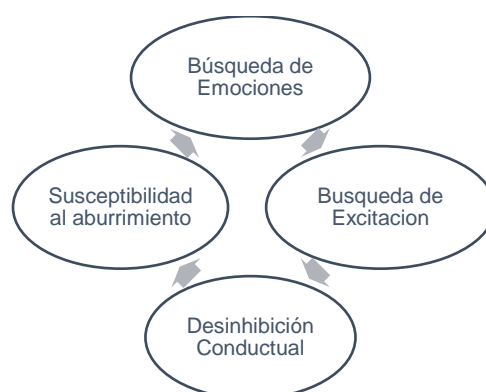 Búsqueda de
Emociones
Susceptibilidad
al aburrimiento
Busqueda de
Excitacion
Desinhibición
Conductual